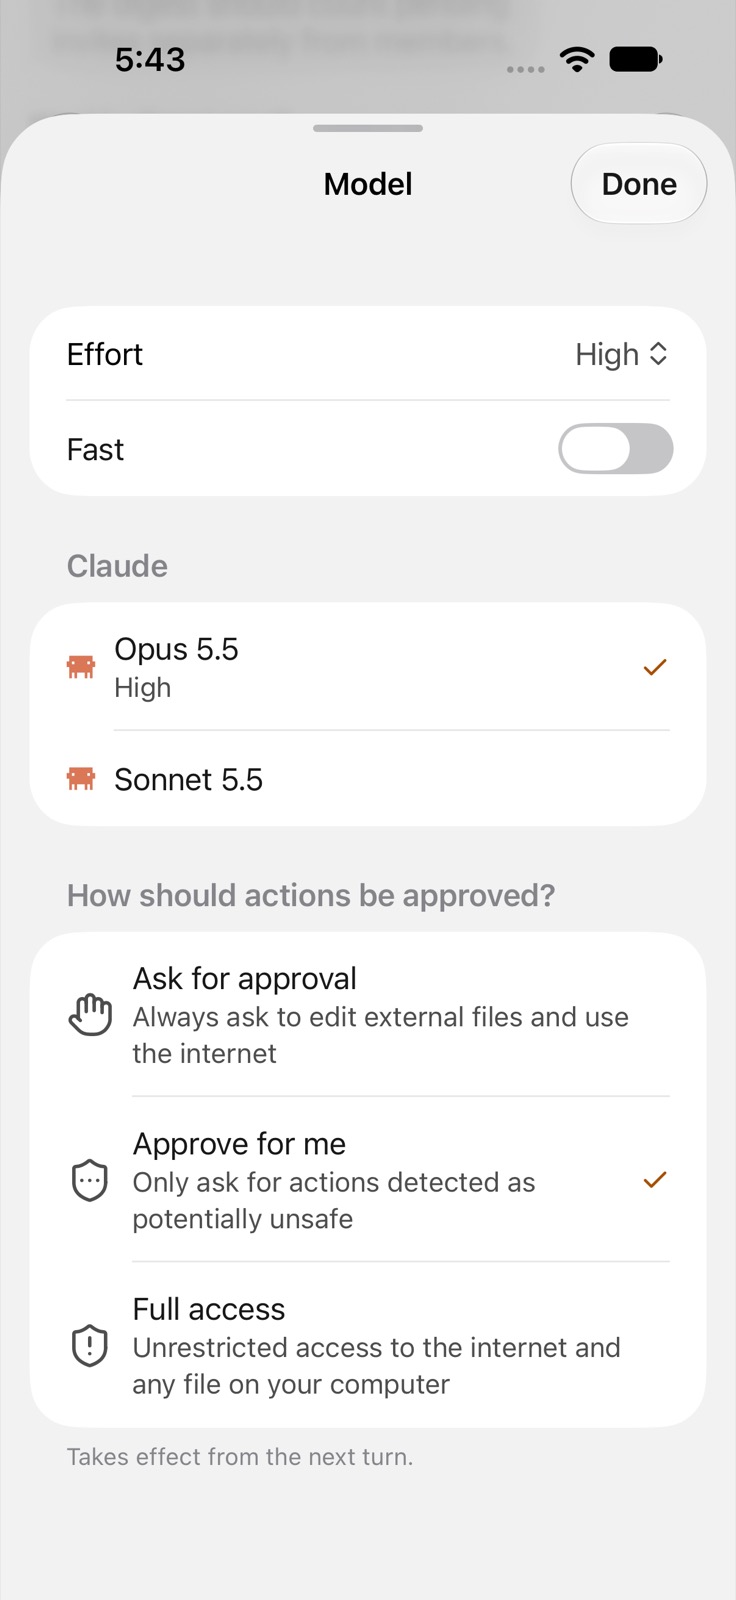 5:43
Model
Done
Effort
High
Fast
Claude
Opus 5.5
High
Sonnet 5.5
How should actions be approved?
Ask for approval
Always ask to edit external files and use
the internet
Approve for me
Only ask for actions detected as
potentially unsafe
Full access
Unrestricted access to the internet and
any file on your computer
Takes effect from the next turn.